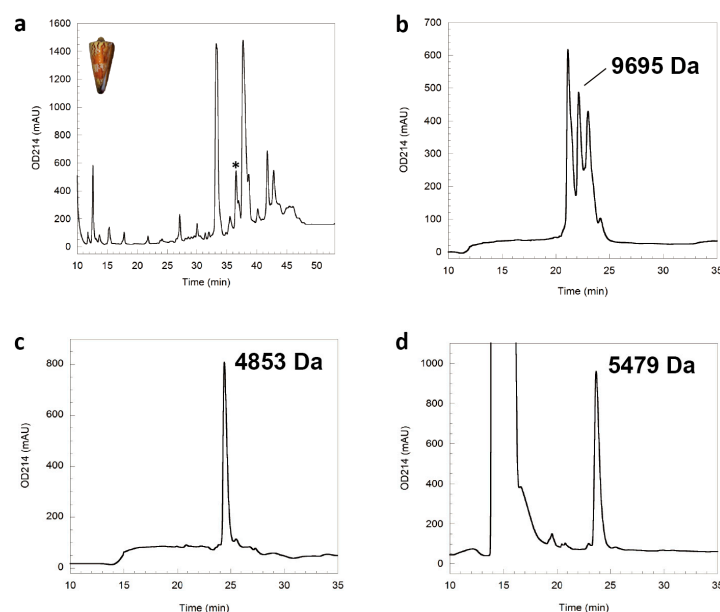 a
1600
1400
1200
1000
800
600
400
200
0
OD214 (mAU)
*
10 15 20 25 30 35 40 45 50
Time (min)
b
700
600
500
400
300
200
100
0
OD214 (mAU)
9695 Da
10 15 20 25 30 35
Time (min)
c
800
600
400
200
0
OD214 (mAU)
4853 Da
10 15 20 25 30 35
Time (min)
d
1000
800
600
400
200
0
OD214 (mAU)
5479 Da
10 15 20 25 30 35
Time (min)